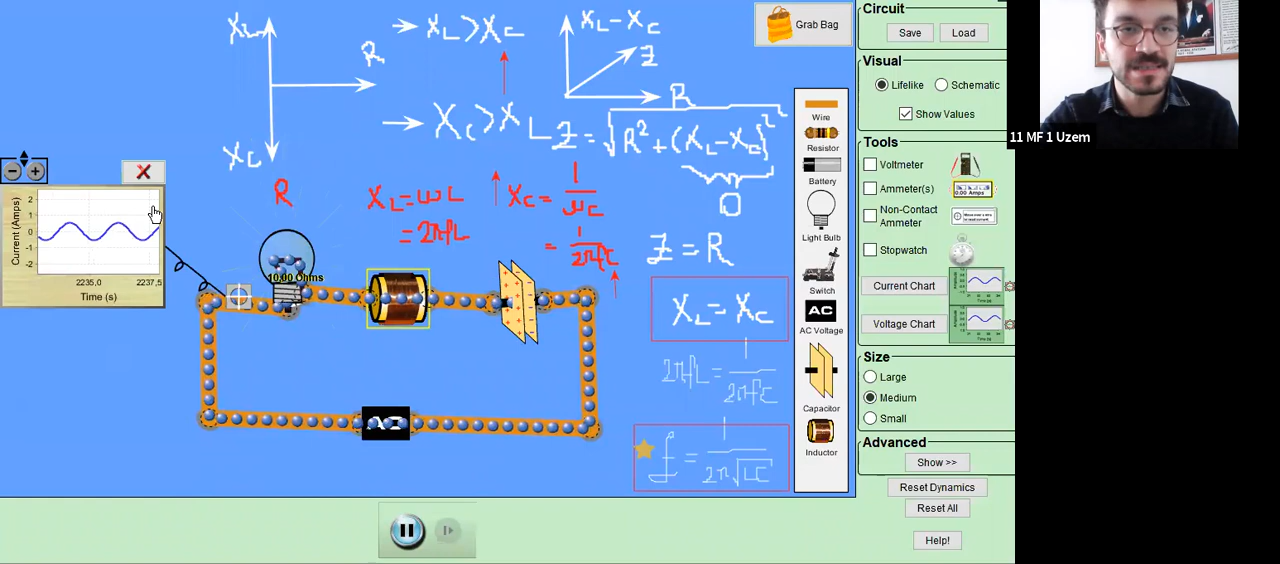 X_L
R
X_C
→ X_L > X_C
→ X_C > X_L
X_L - X_C
Z
R
Z = √R² + (X_L - X_C)²
0
R
X_L = ωL
= 2πfL
X_C = 1/ωC
= 1/2πfC
Z = R
X_L = X_C
2πfL = 1/2πfC
f = 1/2π√LC
Current (Amps)
2
1
0
-1
-2
2235,0
2237,5
Time (s)
10.00 Ohms
AC
Grab Bag
Wire
Resistor
Battery
Light Bulb
Switch
AC
AC Voltage
Capacitor
Inductor
Circuit
Save
Load
Visual
Lifelike
Schematic
Show Values
Tools
Voltmeter
Ammeter(s)
0.00 Amps
Non-Contact
Ammeter
Stopwatch
Current Chart
Voltage Chart
Size
Large
Medium
Small
Advanced
Show >>
Reset Dynamics
Reset All
Help!
11 MF 1 Uzem